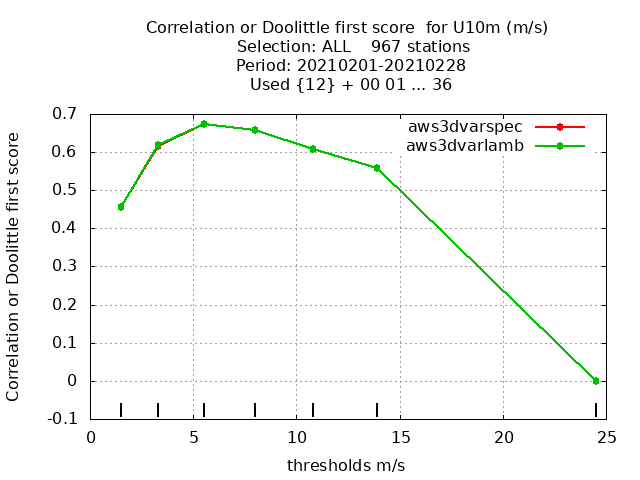 Correlation or Doolittle first score  for U10m (m/s)
Selection: ALL    967 stations
Period: 20210201-20210228
Used {12} + 00 01 ... 36
aws3dvarspec
aws3dvarlamb
0.7
0.6
0.5
0.4
0.3
0.2
0.1
0
-0.1
Correlation or Doolittle first score
0 5 10 15 20 25
thresholds m/s